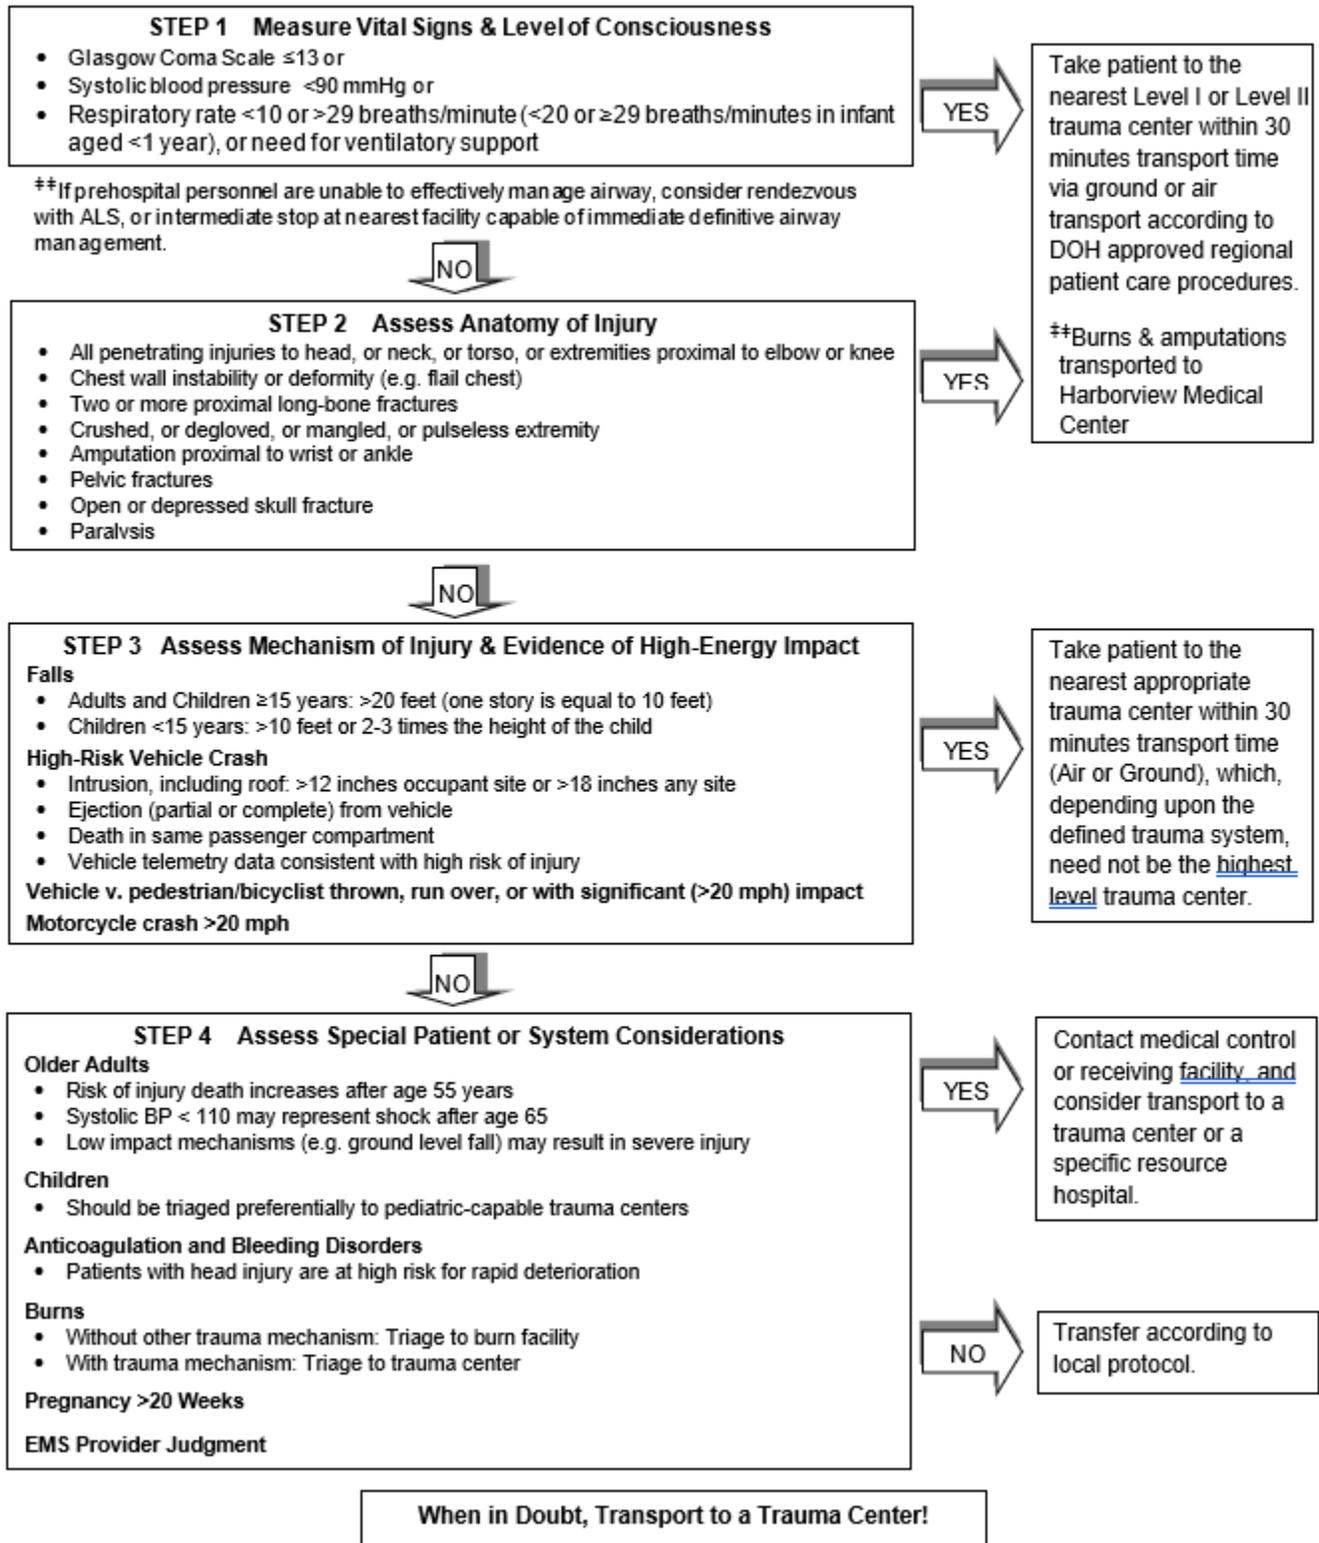 STEP 1 Measure Vital Signs & Level of Consciousness
• Glasgow Coma Scale ≤13 or
• Systolic blood pressure <90 mmHg or
• Respiratory rate <10 or >29 breaths/minute (<20 or ≥29 breaths/minutes in infant
aged <1 year), or need for ventilatory support
YES
Take patient to the
nearest Level I or Level II
trauma center within 30
minutes transport time
via ground or air
transport according to
DOH approved regional
patient care procedures.
‡‡Burns & amputations
transported to
Harborview Medical
Center
‡‡If prehospital personnel are unable to effectively manage airway, consider rendezvous
with ALS, or intermediate stop at nearest facility capable of immediate definitive airway
management.
NO
STEP 2 Assess Anatomy of Injury
• All penetrating injuries to head, or neck, or torso, or extremities proximal to elbow or knee
• Chest wall instability or deformity (e.g. flail chest)
• Two or more proximal long-bone fractures
• Crushed, or degloved, or mangled, or pulseless extremity
• Amputation proximal to wrist or ankle
• Pelvic fractures
• Open or depressed skull fracture
• Paralysis
YES
NO
STEP 3 Assess Mechanism of Injury & Evidence of High-Energy Impact
Falls
• Adults and Children ≥15 years: >20 feet (one story is equal to 10 feet)
• Children <15 years: >10 feet or 2-3 times the height of the child
High-Risk Vehicle Crash
• Intrusion, including roof: >12 inches occupant site or >18 inches any site
• Ejection (partial or complete) from vehicle
• Death in same passenger compartment
• Vehicle telemetry data consistent with high risk of injury
Vehicle v. pedestrian/bicyclist thrown, run over, or with significant (>20 mph) impact
Motorcycle crash >20 mph
YES
Take patient to the
nearest appropriate
trauma center within 30
minutes transport time
(Air or Ground), which,
depending upon the
defined trauma system,
need not be the highest
level trauma center.
NO
STEP 4 Assess Special Patient or System Considerations
Older Adults
• Risk of injury death increases after age 55 years
• Systolic BP < 110 may represent shock after age 65
• Low impact mechanisms (e.g. ground level fall) may result in severe injury
Children
• Should be triaged preferentially to pediatric-capable trauma centers
Anticoagulation and Bleeding Disorders
• Patients with head injury are at high risk for rapid deterioration
Burns
• Without other trauma mechanism: Triage to burn facility
• With trauma mechanism: Triage to trauma center
Pregnancy >20 Weeks
EMS Provider Judgment
YES
Contact medical control
or receiving facility, and
consider transport to a
trauma center or a
specific resource
hospital.
NO
Transfer according to
local protocol.
When in Doubt, Transport to a Trauma Center!